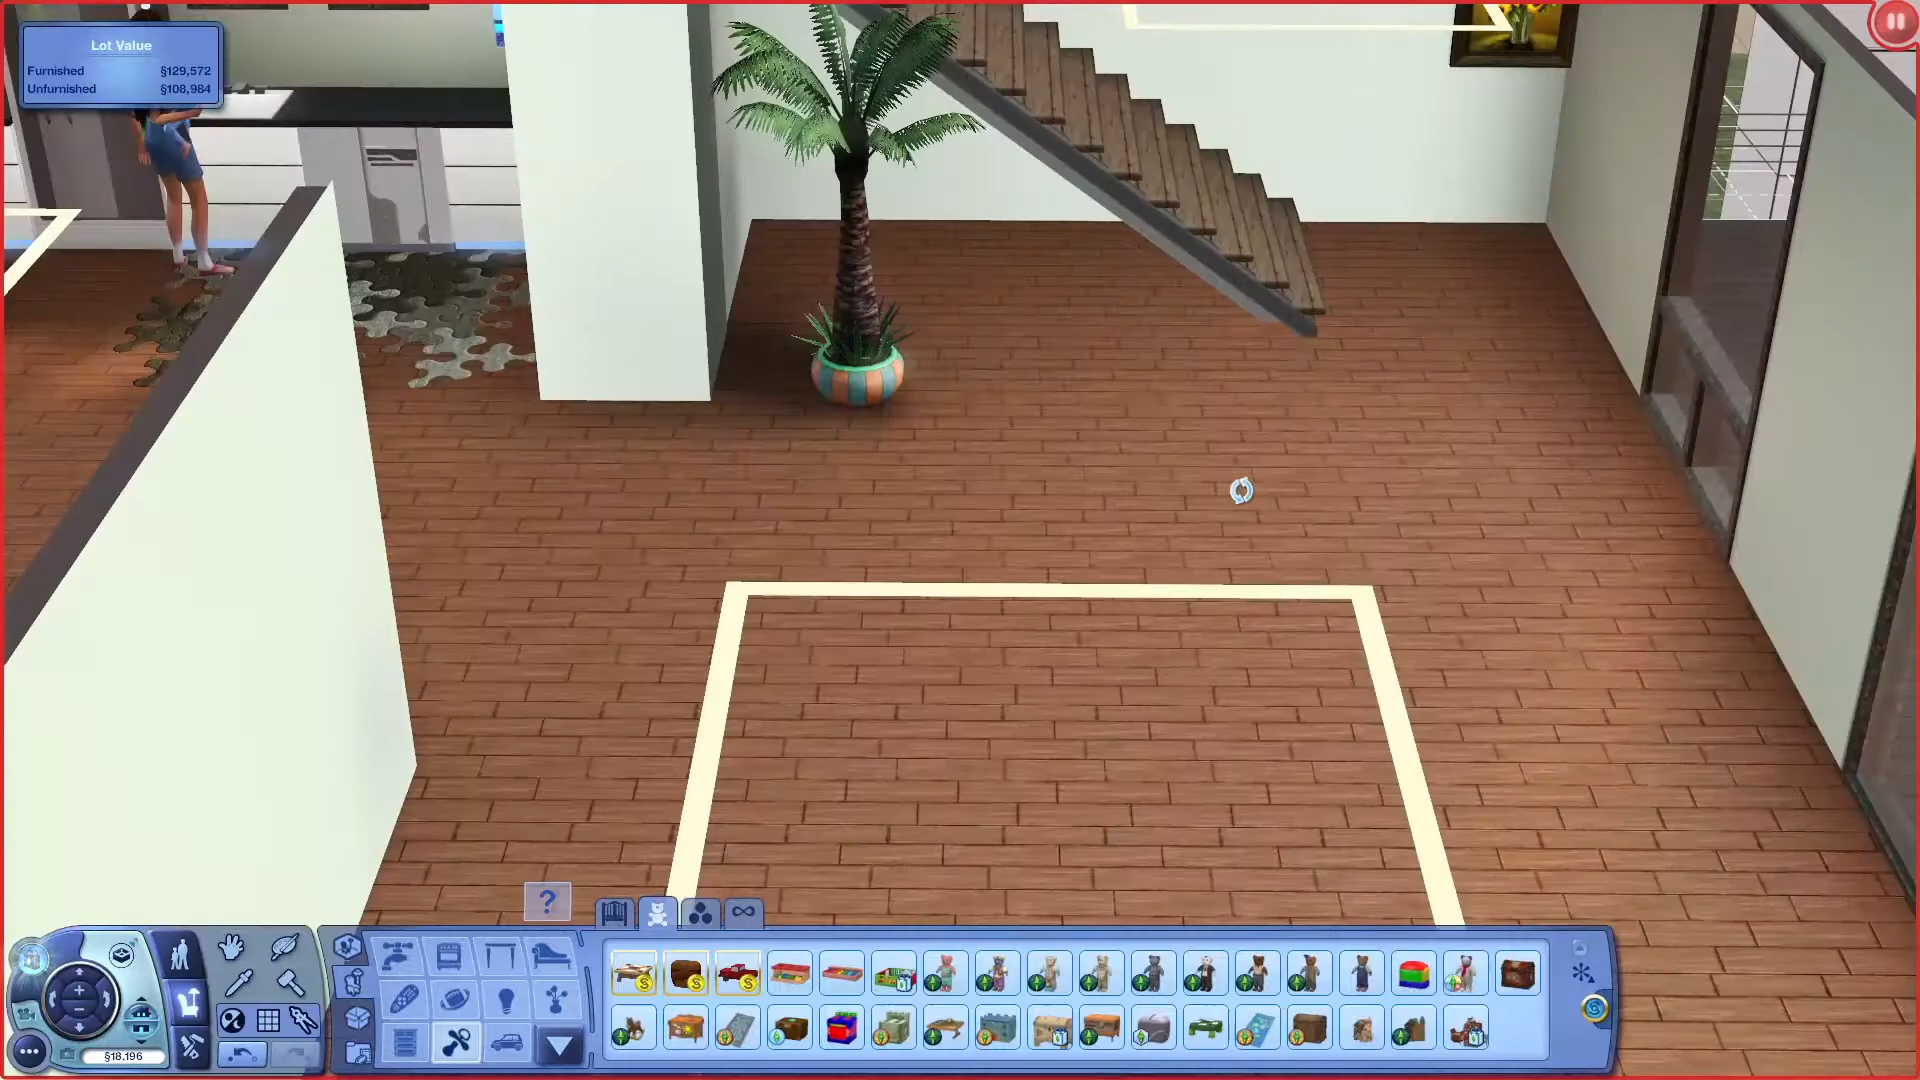 Lot Value
Furnished §129,572
Unfurnished §108,984
?
§18.196